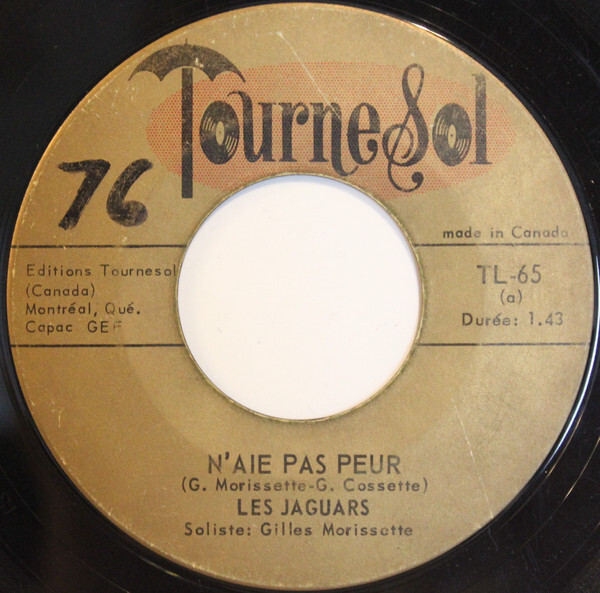 TourneSol
76
made in Canada
Editions Tournesol
(Canada)
Montréal, Qué.
Capac GEF
TL-65
(a)
Durée: 1.43
N'AIE PAS PEUR
(G. Morissette-G. Cossette)
LES JAGUARS
Soliste: Gilles Morissette